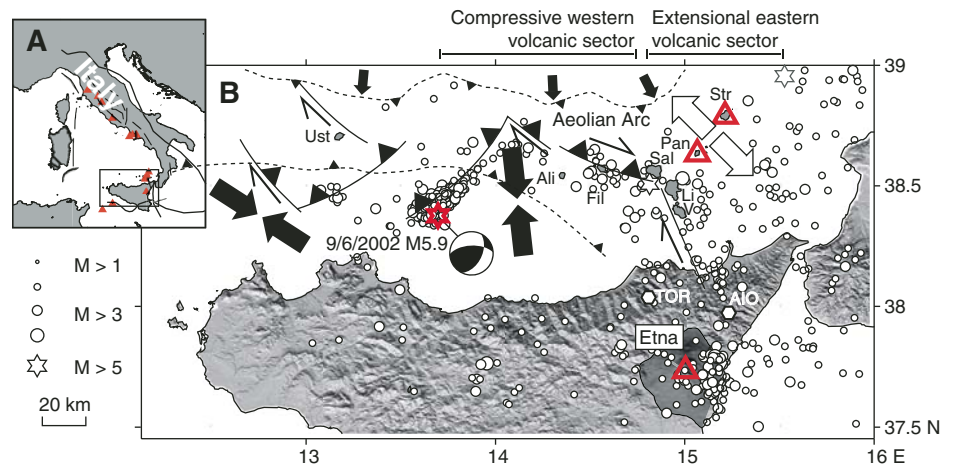 Compressive western
volcanic sector
Extensional eastern
volcanic sector
A
Italy
B
39
38.5
38
37.5 N
13
14
15
16 E
Str
Aeolian Arc
Pan
Sal
Ust
Ali
Fil
Li
V
9/6/2002 M5.9
TOR
AIO
Etna
M > 1
M > 3
M > 5
20 km